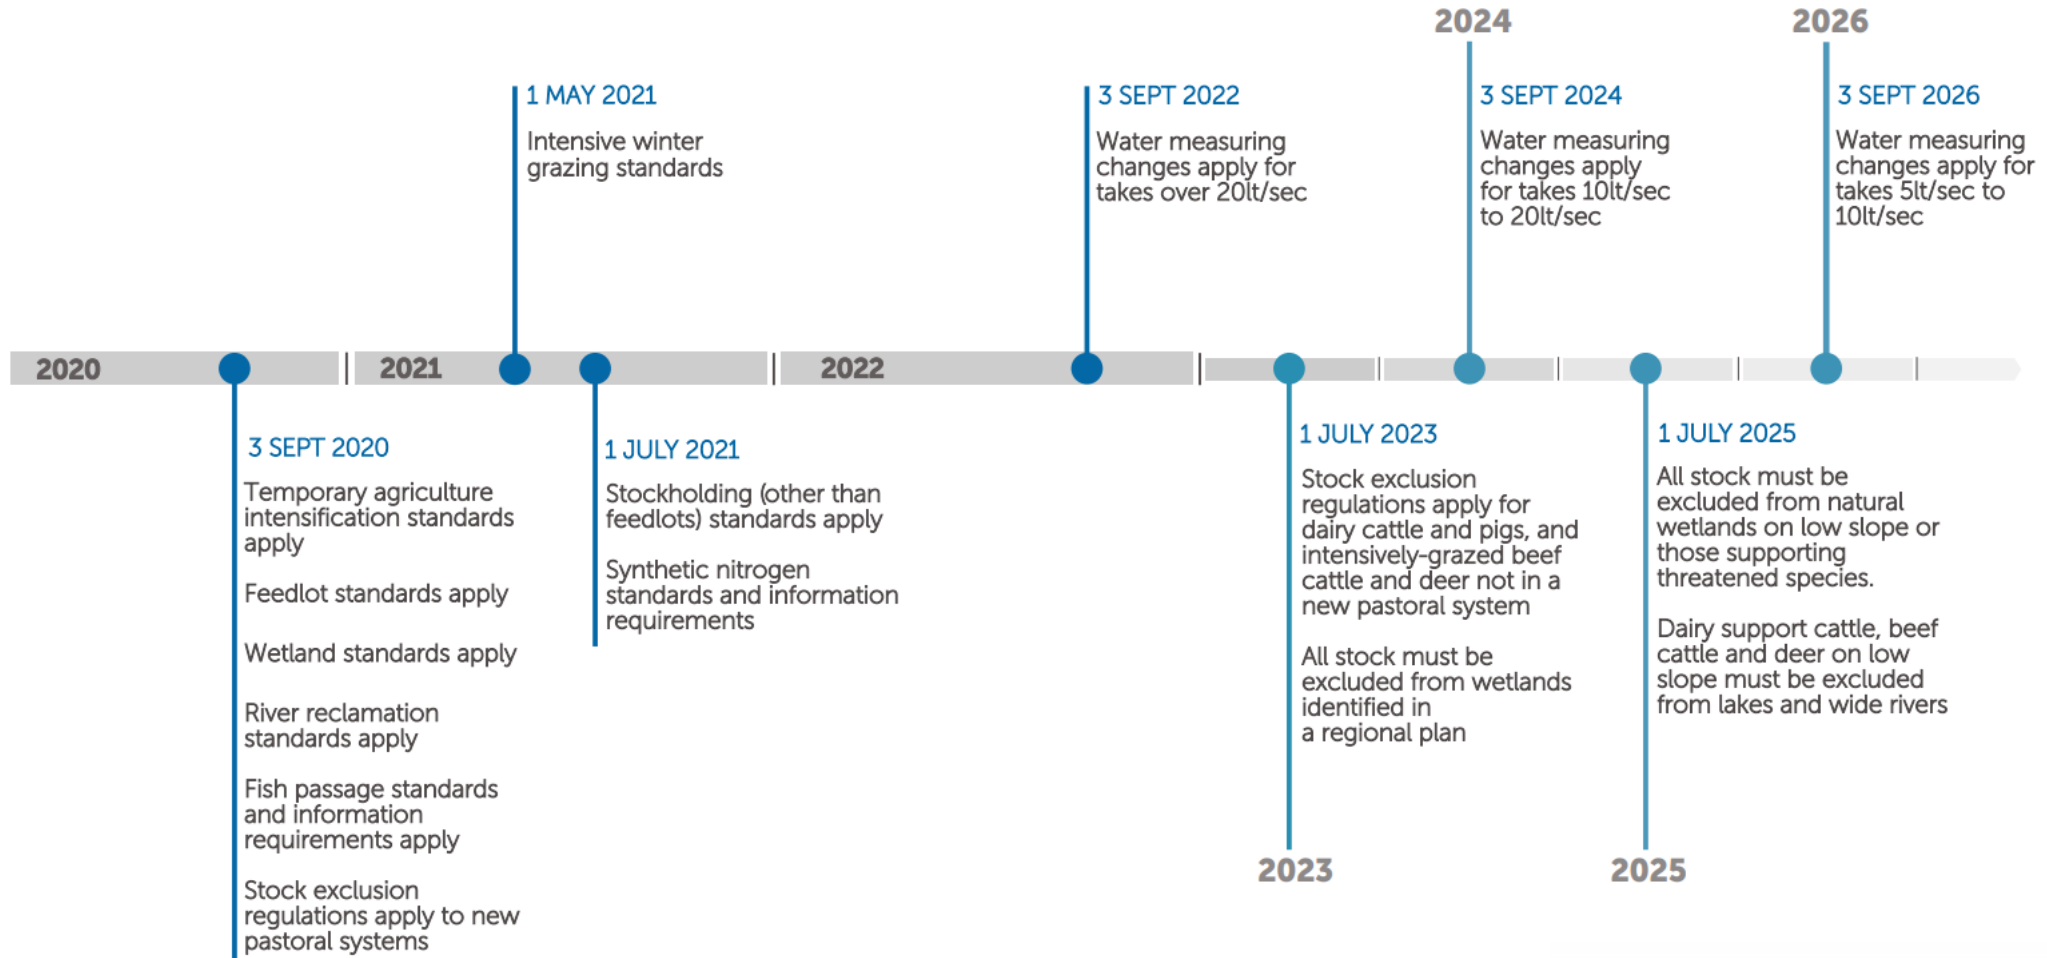 2024
2026
1 MAY 2021
Intensive winter
grazing standards
3 SEPT 2022
Water measuring
changes apply for
takes over 20lt/sec
3 SEPT 2024
Water measuring
changes apply
for takes 10lt/sec
to 20lt/sec
3 SEPT 2026
Water measuring
changes apply for
takes 5lt/sec to
10lt/sec
2020
2021
2022
3 SEPT 2020
Temporary agriculture
intensification standards
apply
Feedlot standards apply
Wetland standards apply
River reclamation
standards apply
Fish passage standards
and information
requirements apply
Stock exclusion
regulations apply to new
pastoral systems
1 JULY 2021
Stockholding (other than
feedlots) standards apply
Synthetic nitrogen
standards and information
requirements
1 JULY 2023
Stock exclusion
regulations apply for
dairy cattle and pigs, and
intensively-grazed beef
cattle and deer not in a
new pastoral system
All stock must be
excluded from wetlands
identified in
a regional plan
2023
1 JULY 2025
All stock must be
excluded from natural
wetlands on low slope or
those supporting
threatened species.
Dairy support cattle, beef
cattle and deer on low
slope must be excluded
from lakes and wide rivers
2025